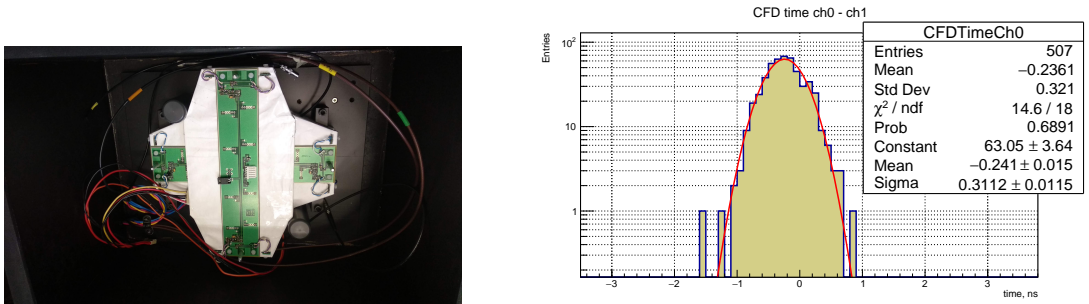 CFD time ch0 - ch1
Entries
CFDTimeCh0
Entries 507
Mean −0.2361
Std Dev 0.321
χ² / ndf 14.6 / 18
Prob 0.6891
Constant 63.05 ± 3.64
Mean −0.241 ± 0.015
Sigma 0.3112 ± 0.0115
10²
10
1
−3 −2 −1 0 1 2 3
time, ns